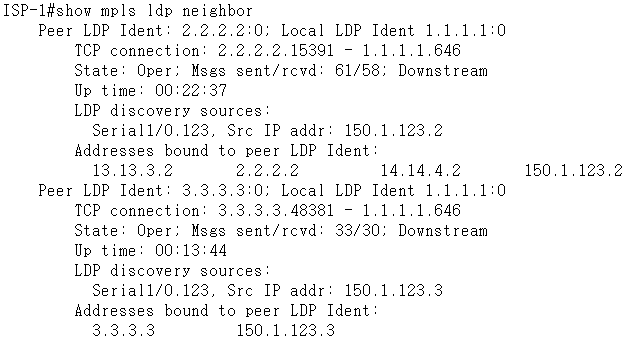 ISP-1#show mpls ldp neighbor
Peer LDP Ident: 2.2.2.2:0; Local LDP Ident 1.1.1.1:0
TCP connection: 2.2.2.2.15391 - 1.1.1.1.646
State: Oper; Msgs sent/rcvd: 61/58; Downstream
Up time: 00:22:37
LDP discovery sources:
Serial1/0.123, Src IP addr: 150.1.123.2
Addresses bound to peer LDP Ident:
13.13.3.2 2.2.2.2 14.14.4.2 150.1.123.2
Peer LDP Ident: 3.3.3.3:0; Local LDP Ident 1.1.1.1:0
TCP connection: 3.3.3.3.48381 - 1.1.1.1.646
State: Oper; Msgs sent/rcvd: 33/30; Downstream
Up time: 00:13:44
LDP discovery sources:
Serial1/0.123, Src IP addr: 150.1.123.3
Addresses bound to peer LDP Ident:
3.3.3.3 150.1.123.3